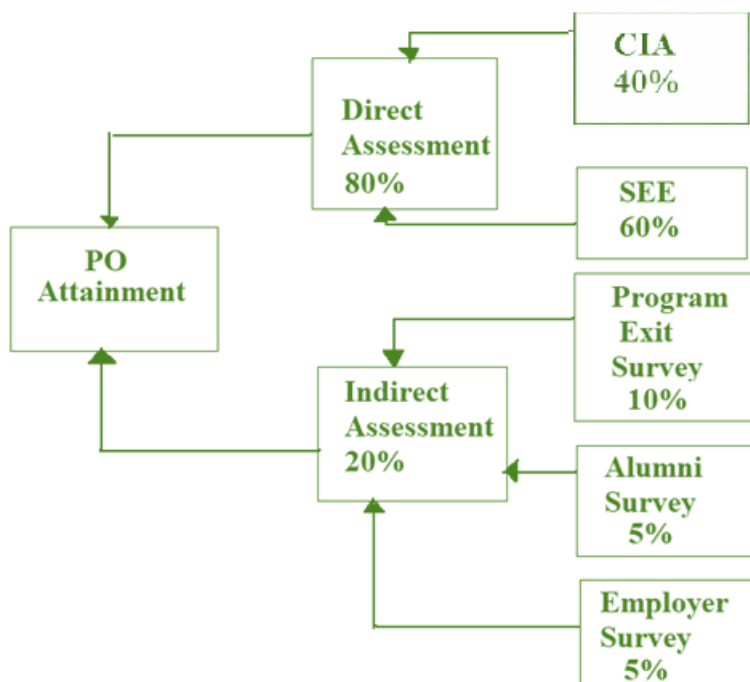 CIA
40%
Direct
Assessment
80%
SEE
60%
PO
Attainment
Program
Exit
Survey
10%
Indirect
Assessment
20%
Alumni
Survey
5%
Employer
Survey
5%